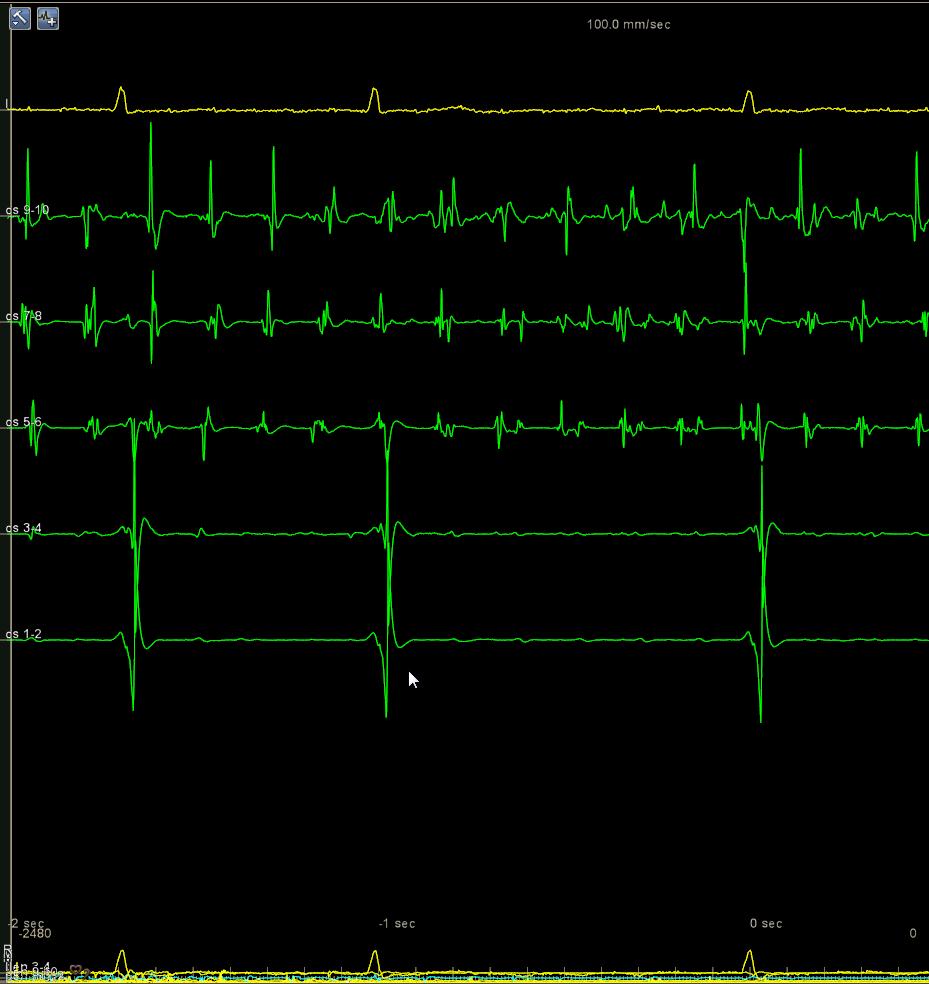 100.0 mm/sec
I
cs 9-10
cs 7-8
cs 5-6
cs 3-4
cs 1-2
-2 sec
-1 sec
0 sec
-2480
0